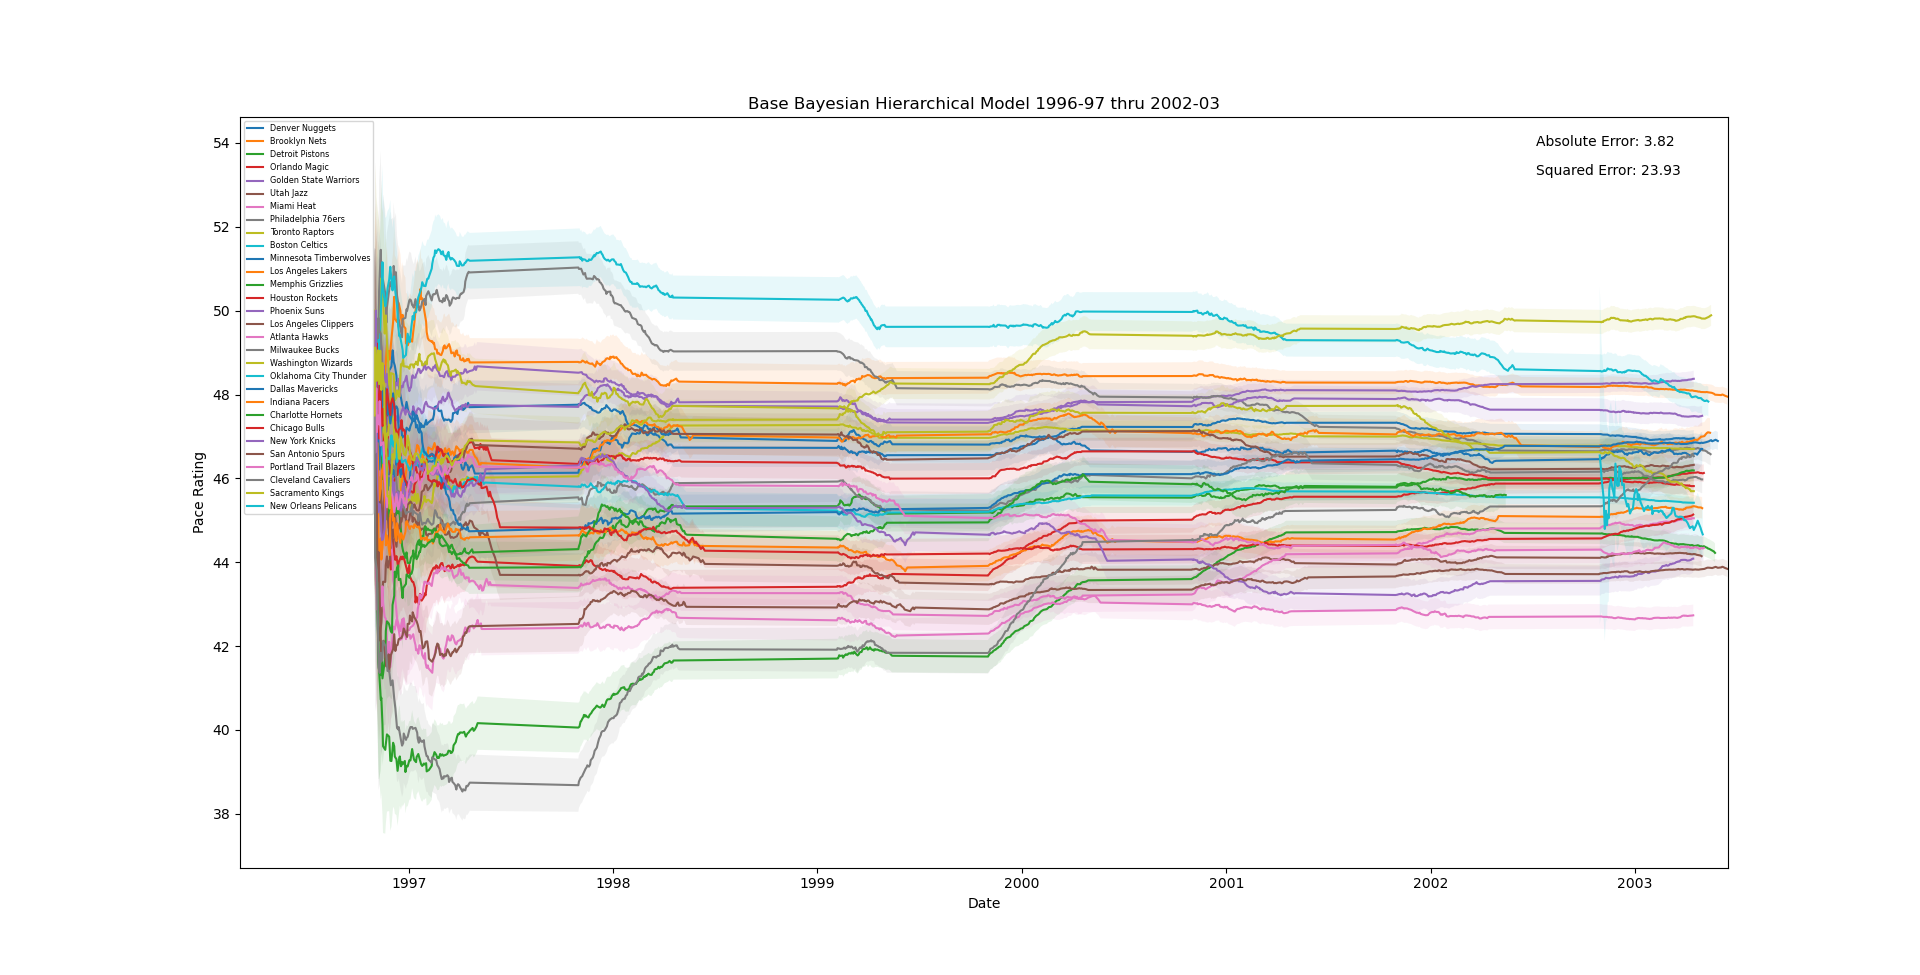 Base Bayesian Hierarchical Model 1996-97 thru 2002-03
Absolute Error: 3.82
Squared Error: 23.93
Denver Nuggets
Brooklyn Nets
Detroit Pistons
Orlando Magic
Golden State Warriors
Utah Jazz
Miami Heat
Philadelphia 76ers
Toronto Raptors
Boston Celtics
Minnesota Timberwolves
Los Angeles Lakers
Memphis Grizzlies
Houston Rockets
Phoenix Suns
Los Angeles Clippers
Atlanta Hawks
Milwaukee Bucks
Washington Wizards
Oklahoma City Thunder
Dallas Mavericks
Indiana Pacers
Charlotte Hornets
Chicago Bulls
New York Knicks
San Antonio Spurs
Portland Trail Blazers
Cleveland Cavaliers
Sacramento Kings
New Orleans Pelicans
Pace Rating
54
52
50
48
46
44
42
40
38
1997 1998 1999 2000 2001 2002 2003
Date